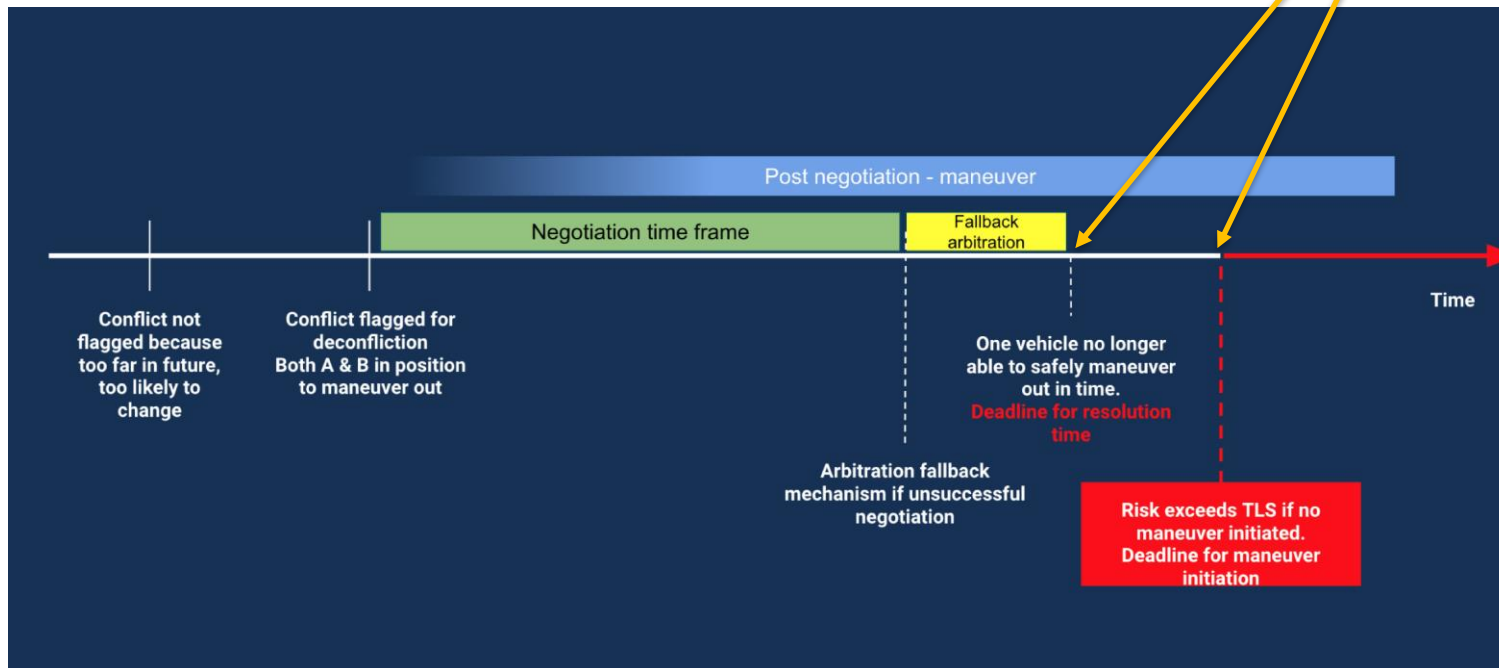 Post negotiation - maneuver
Negotiation time frame
Fallback
arbitration
Time
Conflict not
flagged because
too far in future,
too likely to
change
Conflict flagged for
deconfliction
Both A & B in position
to maneuver out
Arbitration fallback
mechanism if unsuccessful
negotiation
One vehicle no longer
able to safely maneuver
out in time.
Deadline for resolution
time
Risk exceeds TLS if no
maneuver initiated.
Deadline for maneuver
initiation